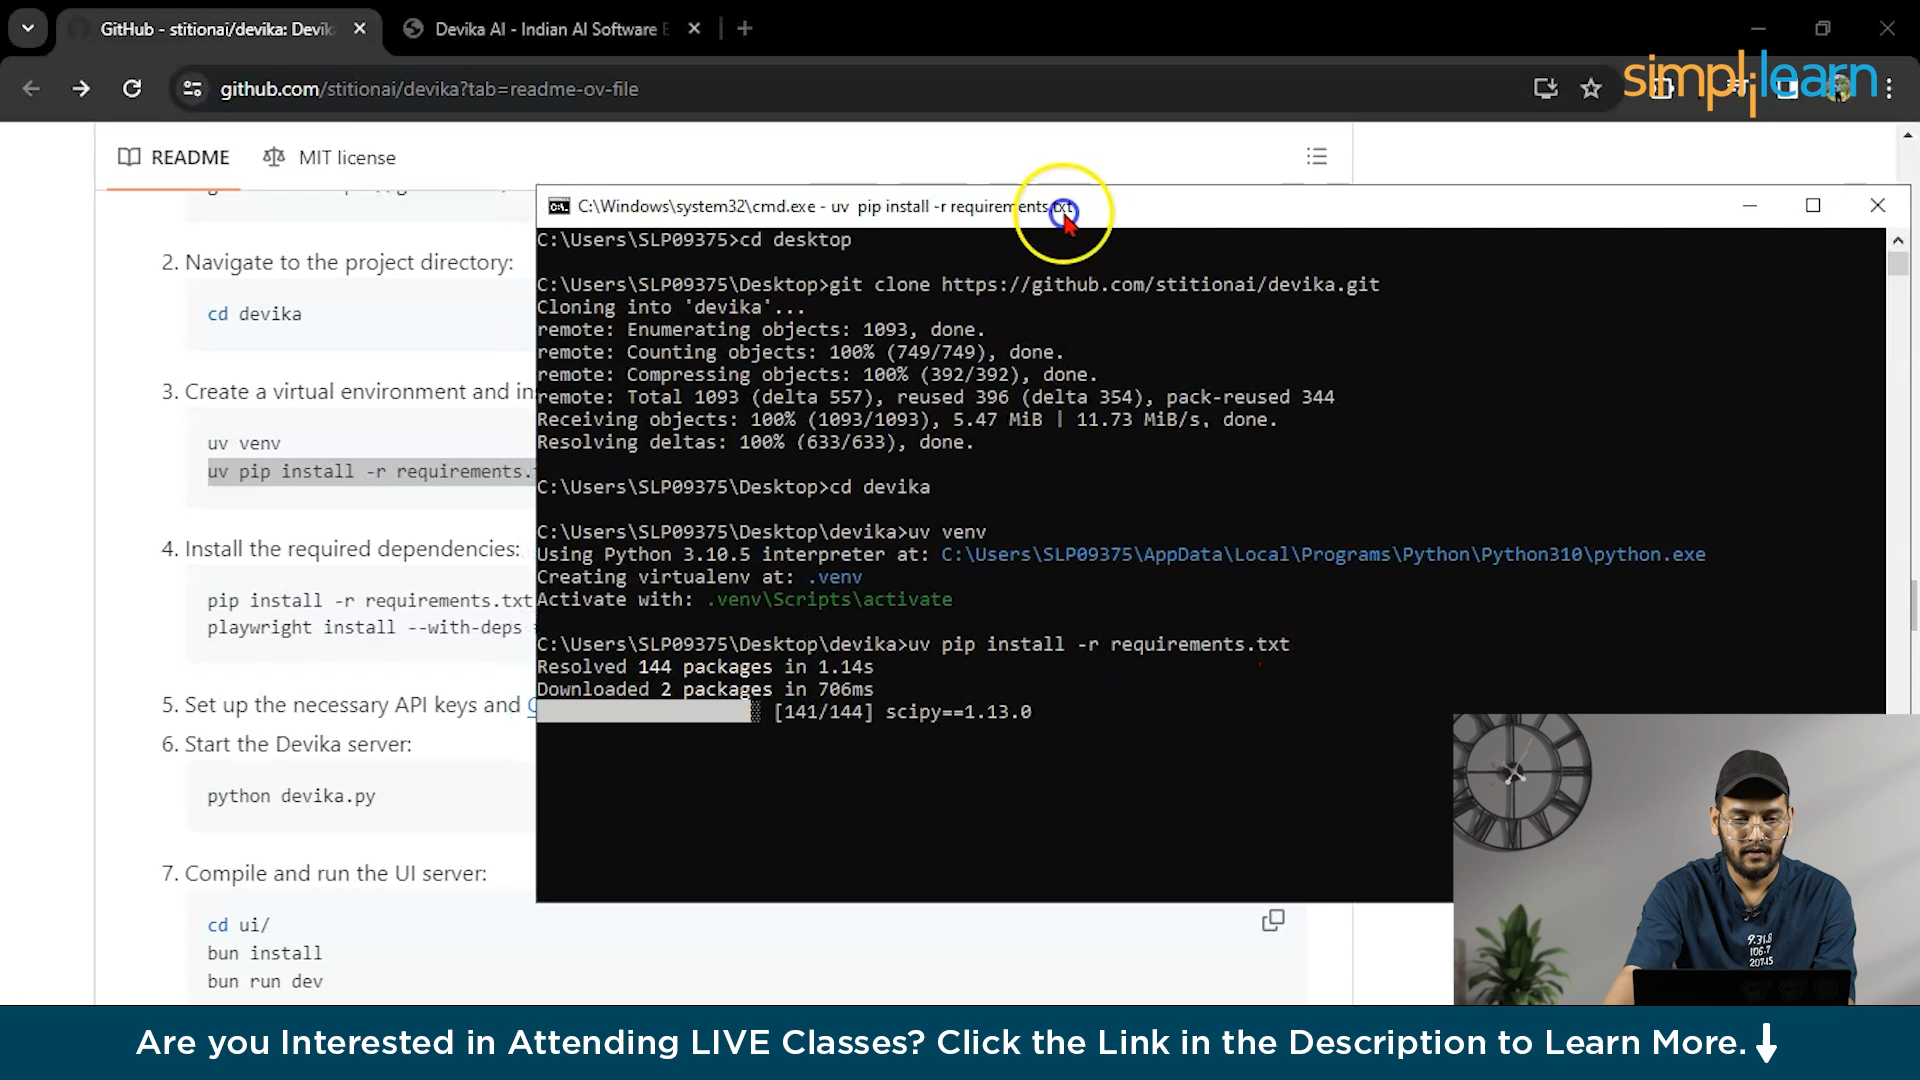 GitHub - stitionai/devika: Devik
Devika AI - Indian AI Software E
github.com/stitionai/devika?tab=readme-ov-file
simplilearn
README
MIT license
C:\Windows\system32\cmd.exe - uv pip install -r requirements.txt
2. Navigate to the project directory:
cd devika
3. Create a virtual environment and in
uv venv
uv pip install -r requirements.t
4. Install the required dependencies:
pip install -r requirements.txt
playwright install --with-deps
5. Set up the necessary API keys and
6. Start the Devika server:
python devika.py
7. Compile and run the UI server:
cd ui/
bun install
bun run dev
C:\Users\SLP09375>cd desktop
C:\Users\SLP09375\Desktop>git clone https://github.com/stitionai/devika.git
Cloning into 'devika'...
remote: Enumerating objects: 1093, done.
remote: Counting objects: 100% (749/749), done.
remote: Compressing objects: 100% (392/392), done.
remote: Total 1093 (delta 557), reused 396 (delta 354), pack-reused 344
Receiving objects: 100% (1093/1093), 5.47 MiB | 11.73 MiB/s, done.
Resolving deltas: 100% (633/633), done.
C:\Users\SLP09375\Desktop>cd devika
C:\Users\SLP09375\Desktop\devika>uv venv
Using Python 3.10.5 interpreter at: C:\Users\SLP09375\AppData\Local\Programs\Python\Python310\python.exe
Creating virtualenv at: .venv
Activate with: .venv\Scripts\activate
C:\Users\SLP09375\Desktop\devika>uv pip install -r requirements.txt
Resolved 144 packages in 1.14s
Downloaded 2 packages in 706ms
[141/144] scipy==1.13.0
Are you Interested in Attending LIVE Classes? Click the Link in the Description to Learn More.